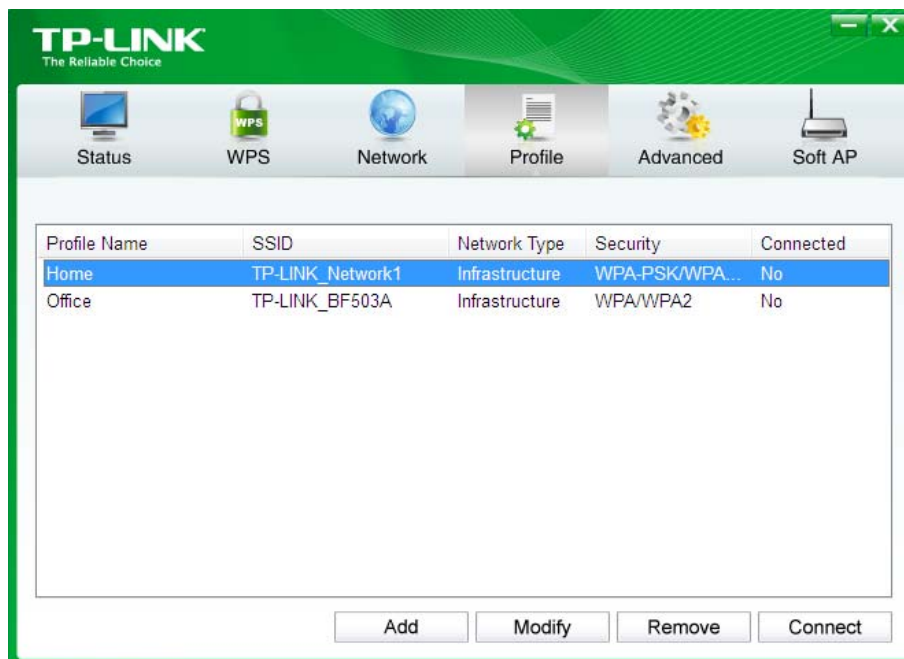 TP-LINK
The Reliable Choice
WPS
Status WPS Network Profile Advanced Soft AP
Profile Name SSID Network Type Security Connected
Home TP-LINK_Network1 Infrastructure WPA-PSK/WPA... No
Office TP-LINK_BF503A Infrastructure WPA/WPA2 No
Add Modify Remove Connect